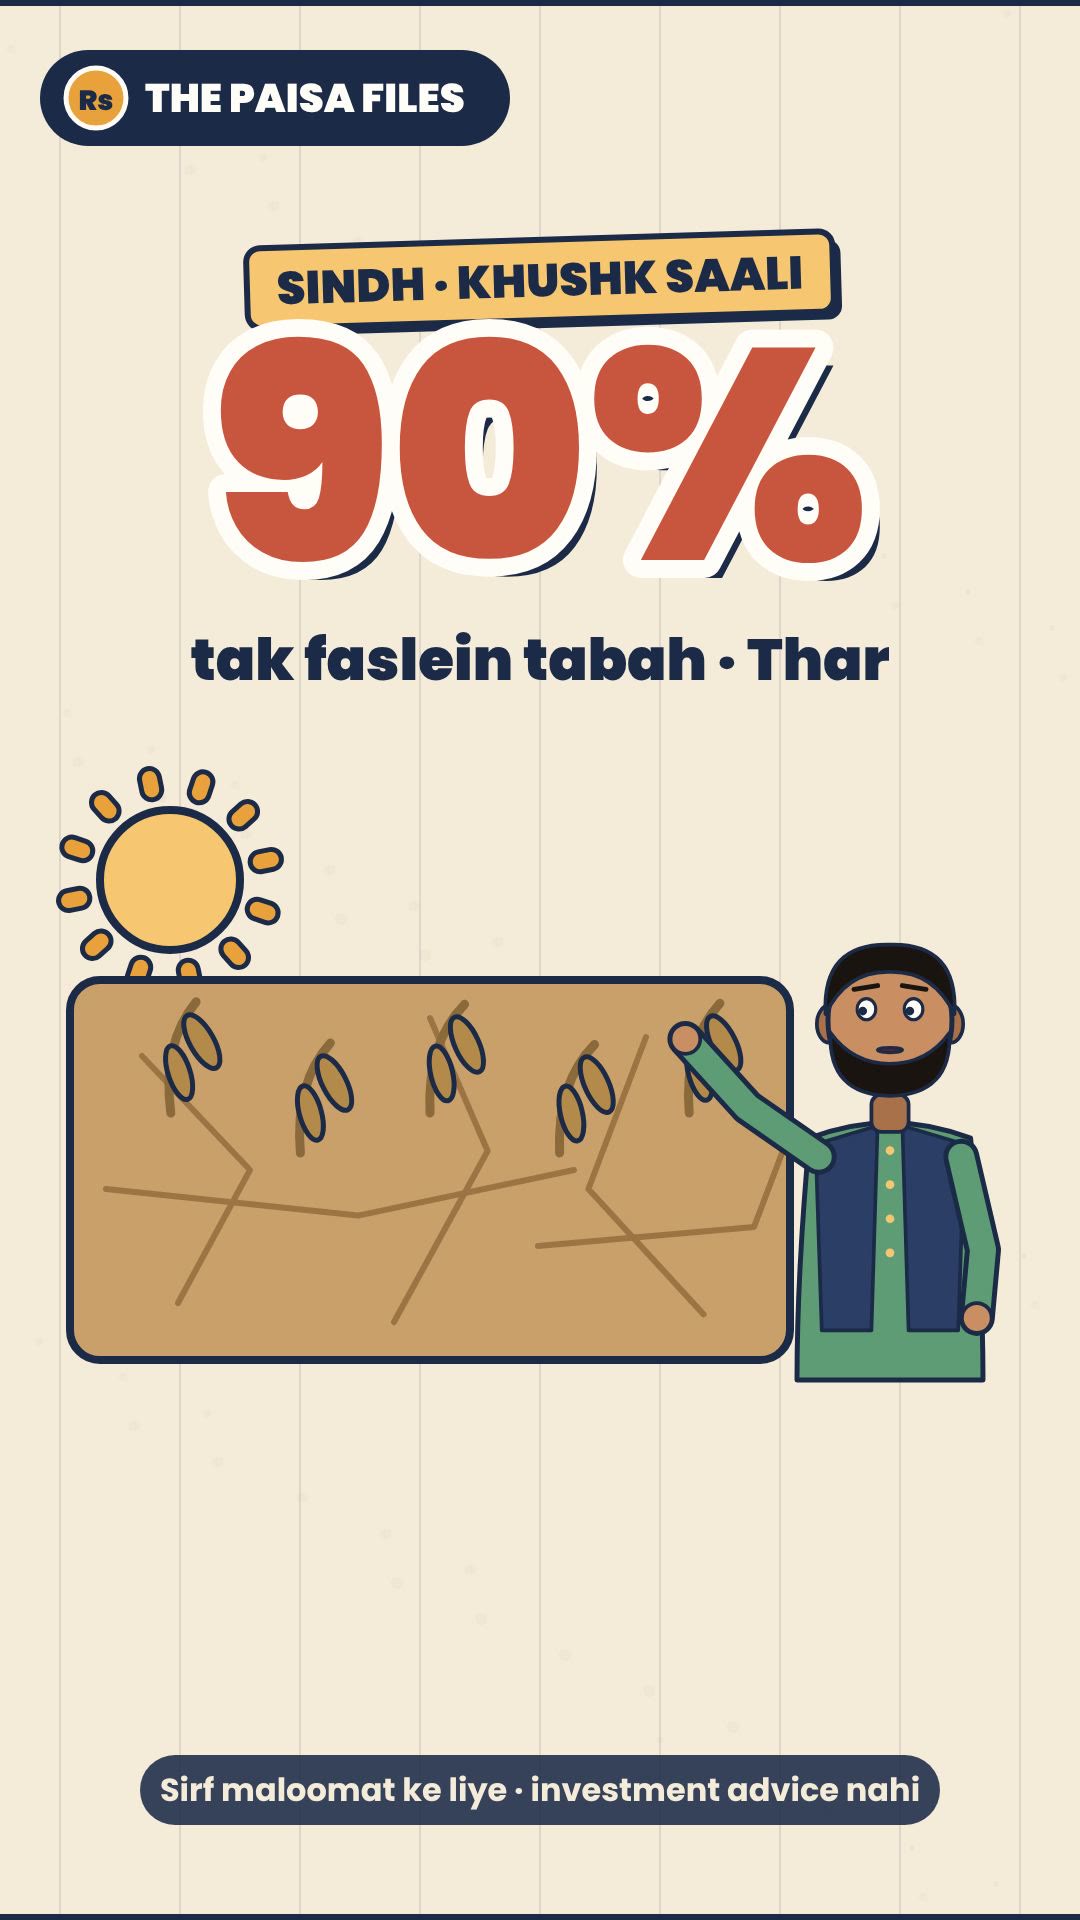 Rs THE PAISA FILES
SINDH · KHUSHK SAALI
90%
tak faslein tabah · Thar
Sirf maloomat ke liye · investment advice nahi